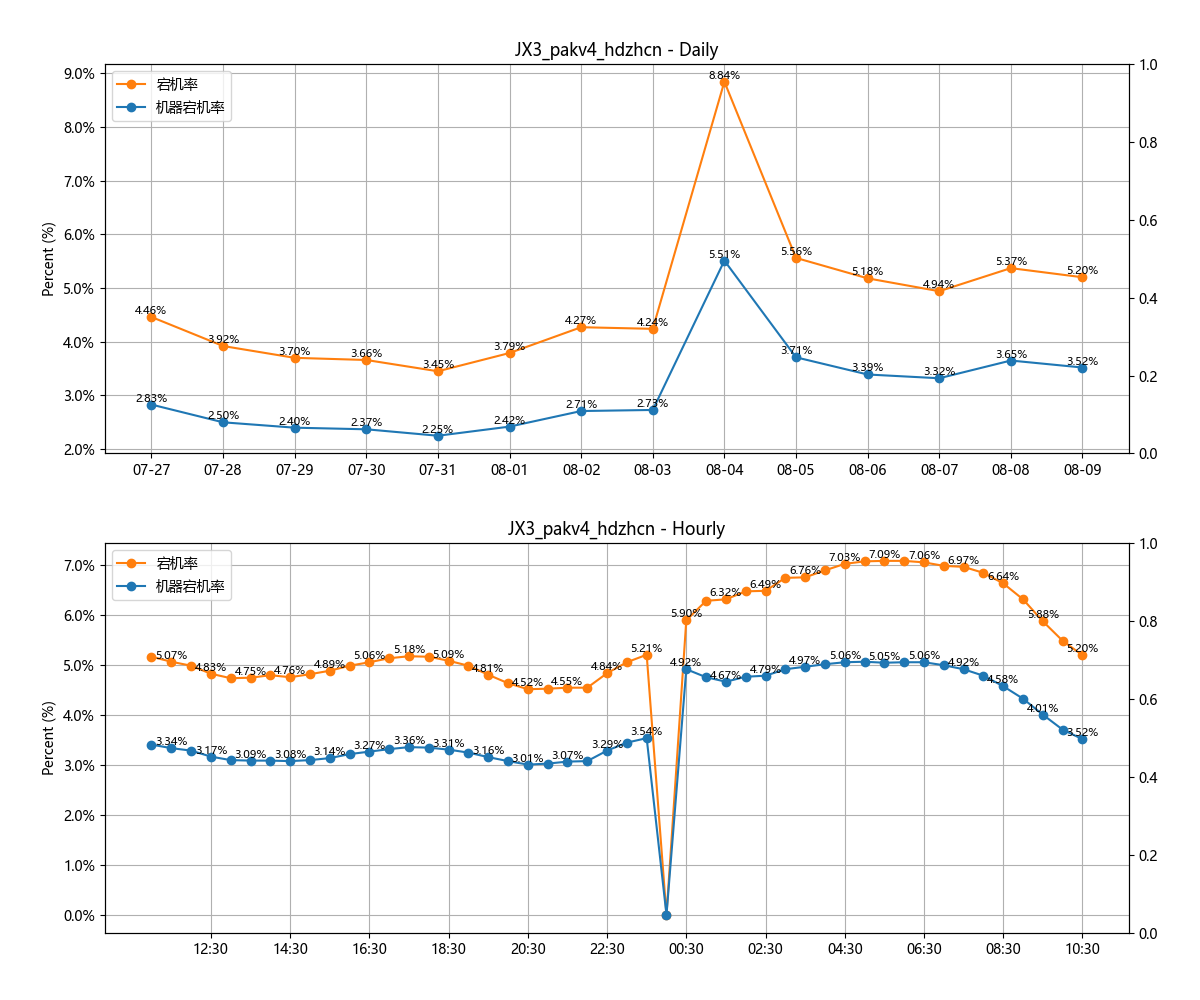 JX3_pakv4_hdzhcn - Daily
宕机率
机器宕机率
Percent (%)
9.0%
8.0%
7.0%
6.0%
5.0%
4.0%
3.0%
2.0%
1.0
0.8
0.6
0.4
0.2
0.0
4.46% 3.92% 3.70% 3.66% 3.45% 3.79% 4.27% 4.24% 8.84% 5.56% 5.18% 4.94% 5.37% 5.20%
2.83% 2.50% 2.40% 2.37% 2.25% 2.42% 2.71% 2.73% 5.51% 3.71% 3.39% 3.32% 3.65% 3.52%
07-27 07-28 07-29 07-30 07-31 08-01 08-02 08-03 08-04 08-05 08-06 08-07 08-08 08-09
JX3_pakv4_hdzhcn - Hourly
宕机率
机器宕机率
Percent (%)
7.0%
6.0%
5.0%
4.0%
3.0%
2.0%
1.0%
0.0%
1.0
0.8
0.6
0.4
0.2
0.0
5.07% 4.83% 4.75% 4.76% 4.89% 5.06% 5.18% 5.09% 4.81% 4.52% 4.55% 4.84% 5.21% 5.90% 6.32% 6.49% 6.76% 7.03% 7.09% 7.06% 6.97% 6.64% 5.88% 5.20%
3.34% 3.17% 3.09% 3.08% 3.14% 3.27% 3.36% 3.31% 3.16% 3.01% 3.07% 3.29% 3.54% 4.92% 4.67% 4.79% 4.97% 5.06% 5.05% 5.06% 4.92% 4.58% 4.01% 3.52%
12:30 14:30 16:30 18:30 20:30 22:30 00:30 02:30 04:30 06:30 08:30 10:30